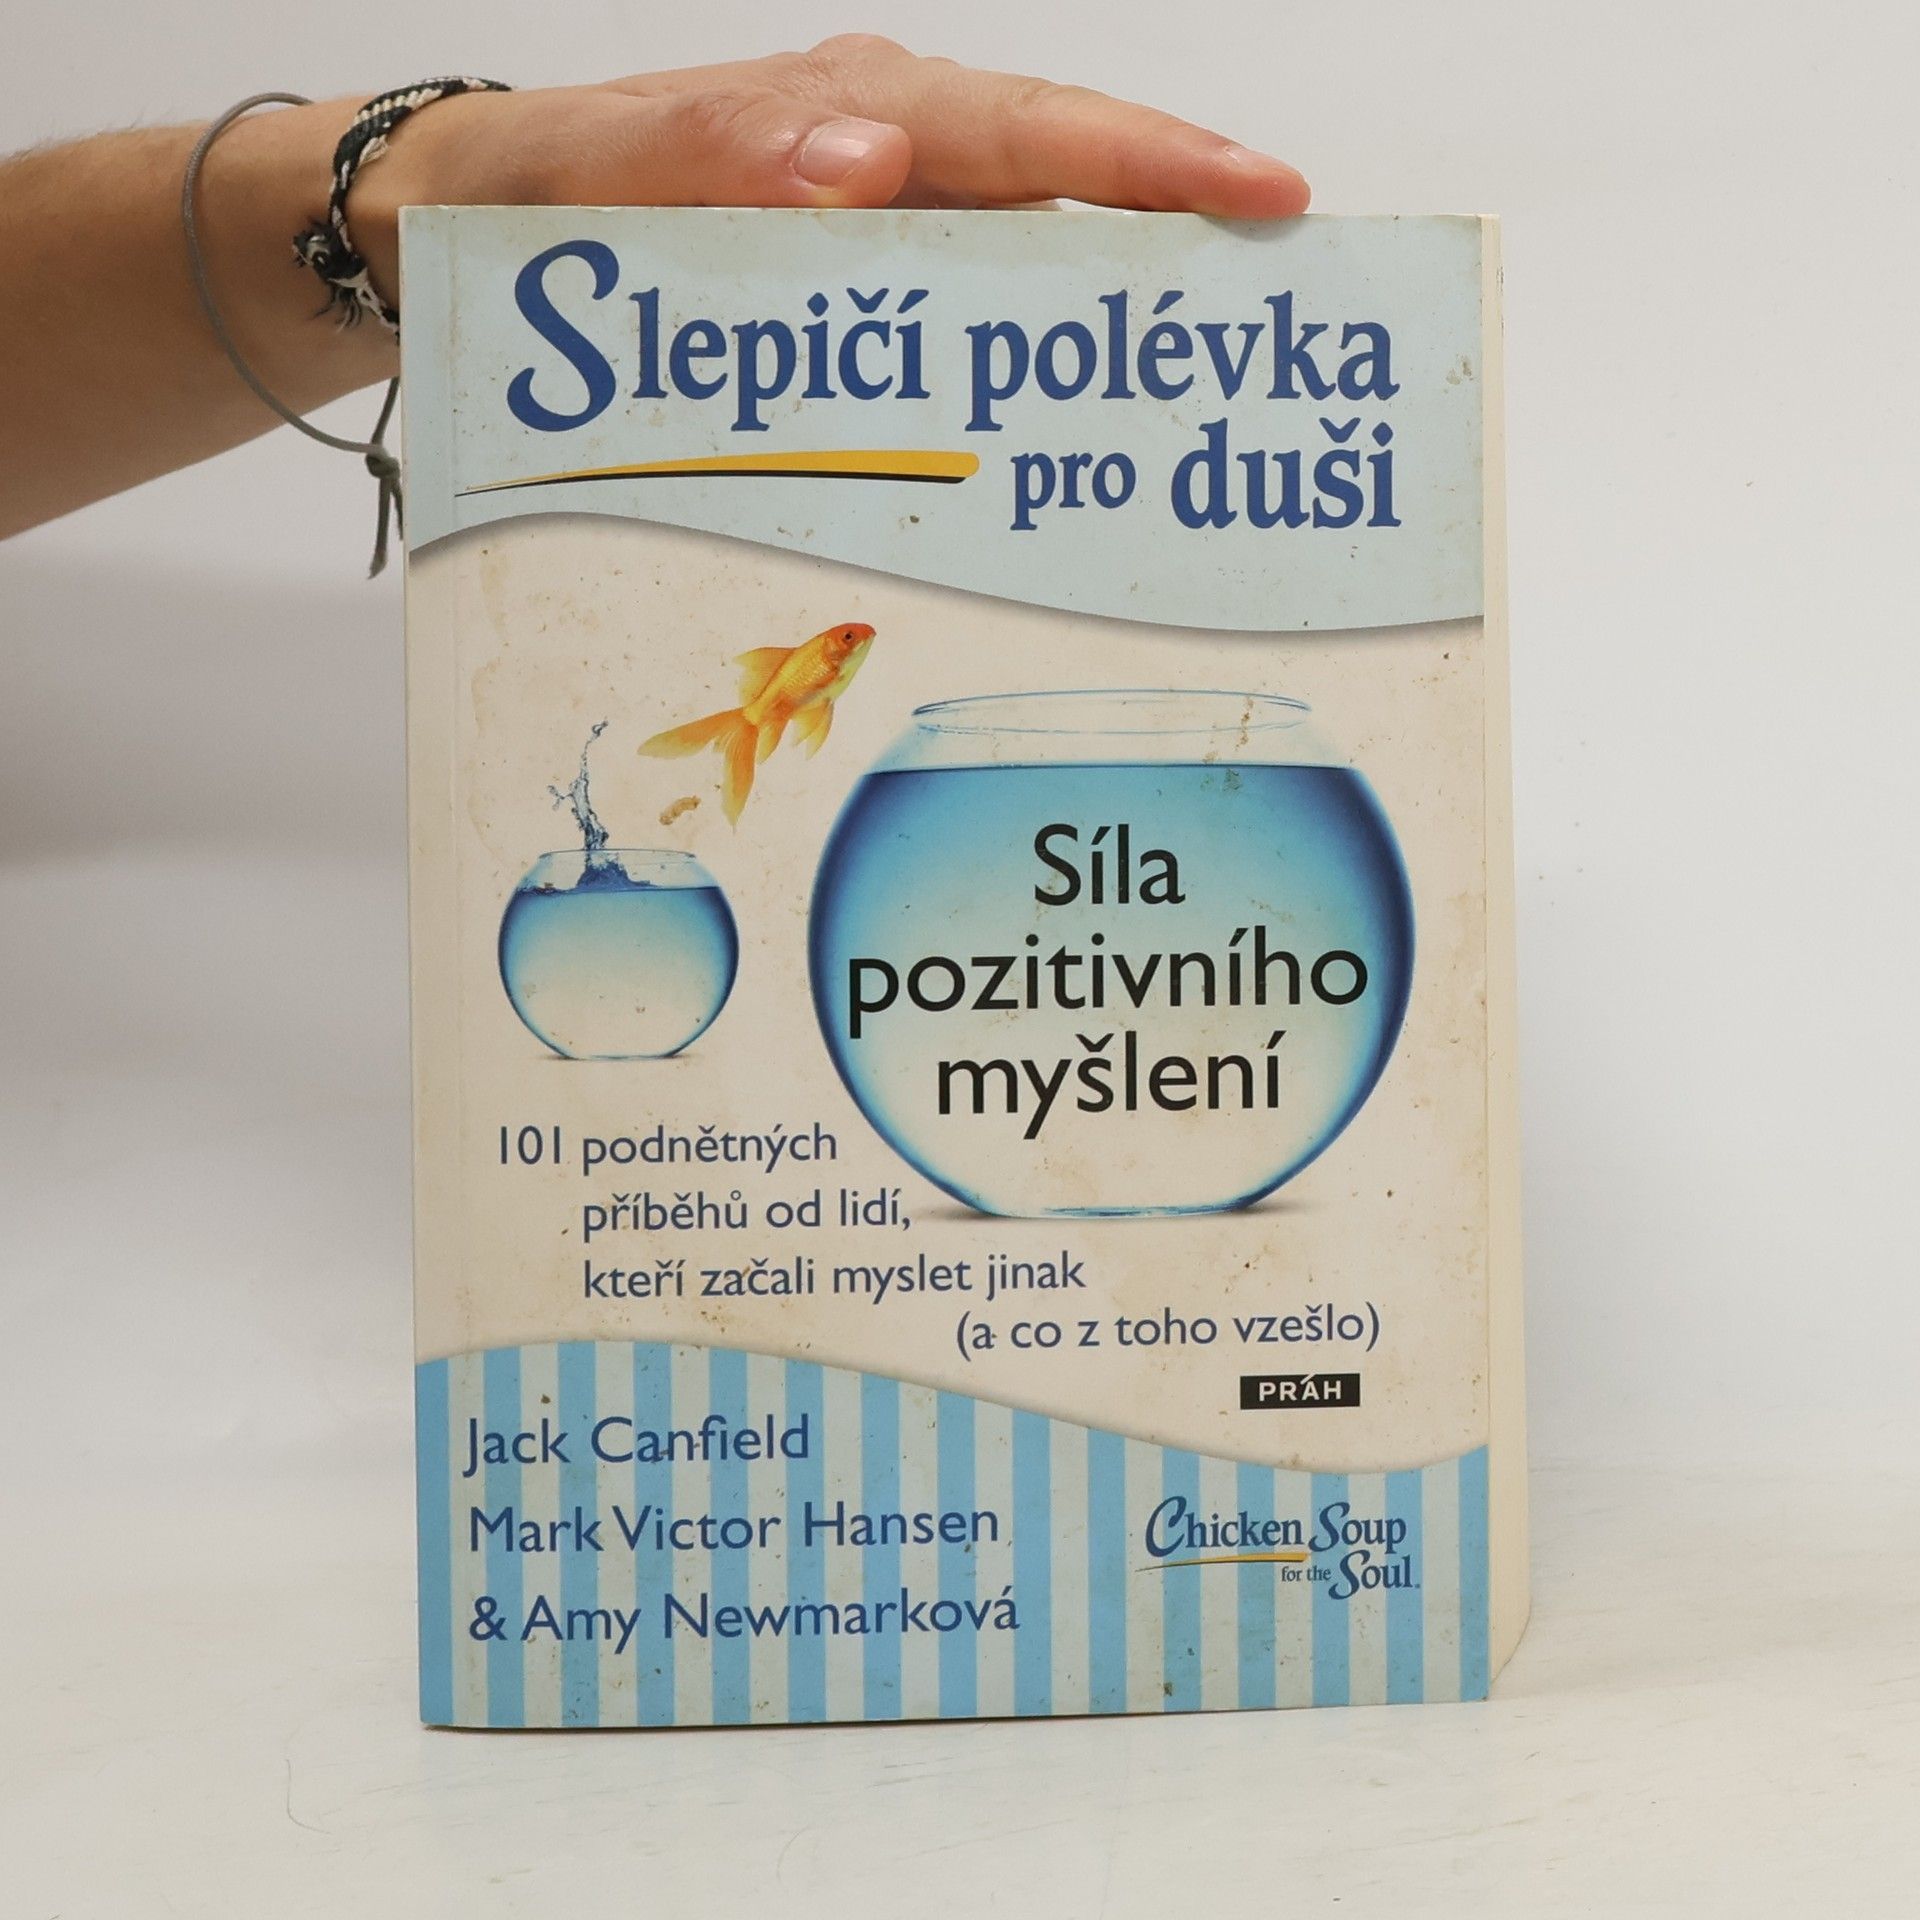 Slepičí polévka
pro duši
Síla
pozitivního
myšlení
101 podnětných
příběhů od lidí,
kteří začali myslet jinak
(a co z toho vzešlo)
PRÁH
Jack Canfield
Mark Victor Hansen
& Amy Newmarková
Chicken Soup
for the Soul